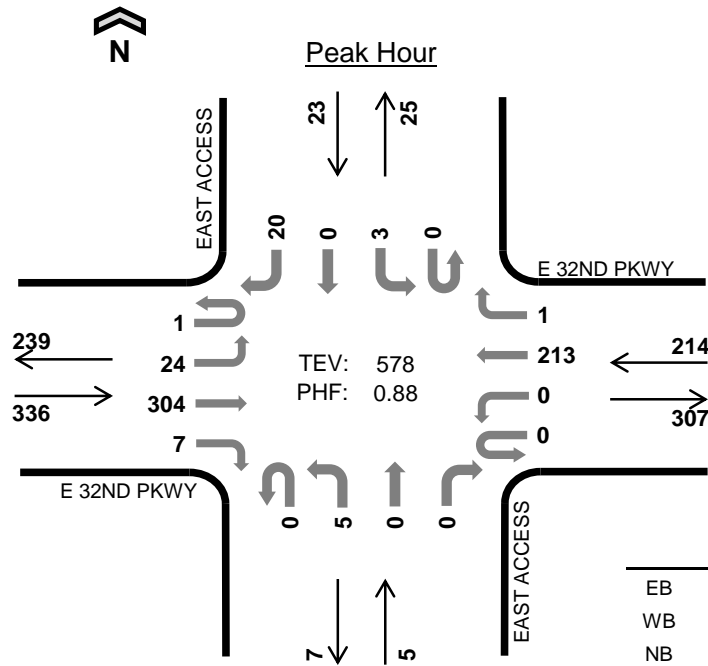 N
Peak Hour
23
25
EAST ACCESS
20
0
3
0
E 32ND PKWY
1
1
239
24
TEV: 578
213
214
336
304
PHF: 0.88
0
307
7
0
E 32ND PKWY
0
5
0
0
EAST ACCESS
7
5
EB
WB
NB